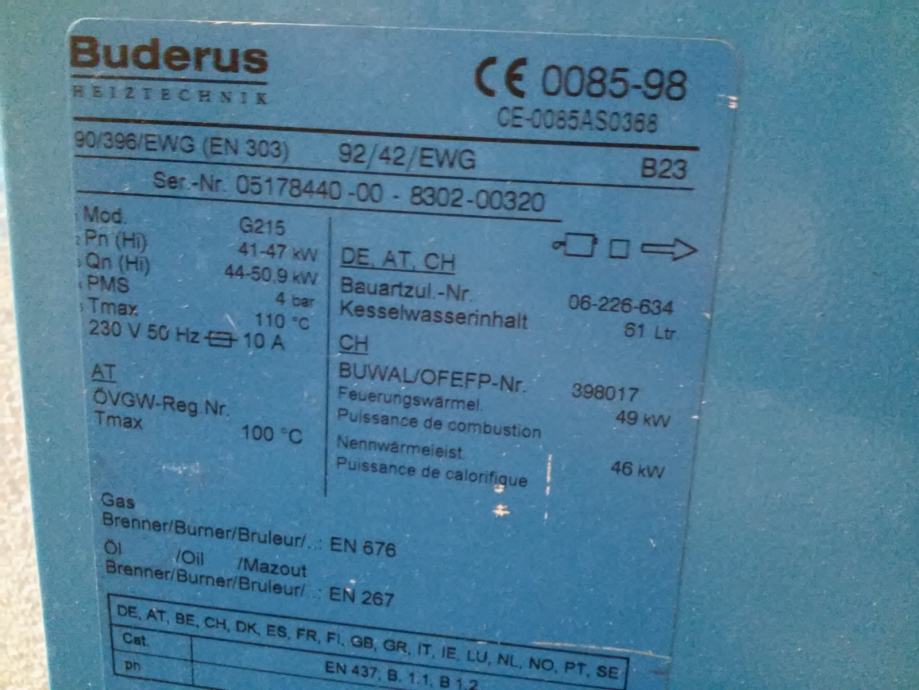 Buderus
HEIZTECHNIK
CE 0085-98
CE-0085AS0368
90/396/EWG (EN 303) 92/42/EWG B23
Ser.-Nr. 05178440-00 - 8302-00320
Mod. G215
Pn (Hi) 41-47 kW
Qn (Hi) 44-50,9 kW
PMS 4 bar
Tmax 110 °C
230 V 50 Hz 10 A
AT
ÖVGW-Reg.Nr.
Tmax 100 °C
DE, AT, CH
Bauartzul.-Nr. 06-226-634
Kesselwasserinhalt 61 Ltr.
CH
BUWAL/OFEFP-Nr. 398017
Feuerungswärmel. 49 kW
Puissance de combustion
Nennwärmeleist. 46 kW
Puissance de calorifique
Gas
Brenner/Burner/Bruleur/..: EN 676
Öl /Oil /Mazout
Brenner/Burner/Bruleur/..: EN 267
DE, AT, BE, CH, DK, ES, FR, FI, GB, GR, IT, IE, LU, NL, NO, PT, SE
Cat. EN 437; B. 1.1, B 1.2
pn